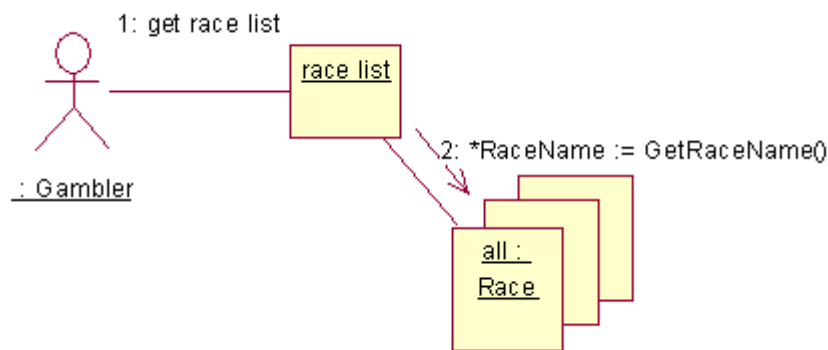 1: get race list
race list
2: *RaceName := GetRaceName()
: Gambler
all :
Race